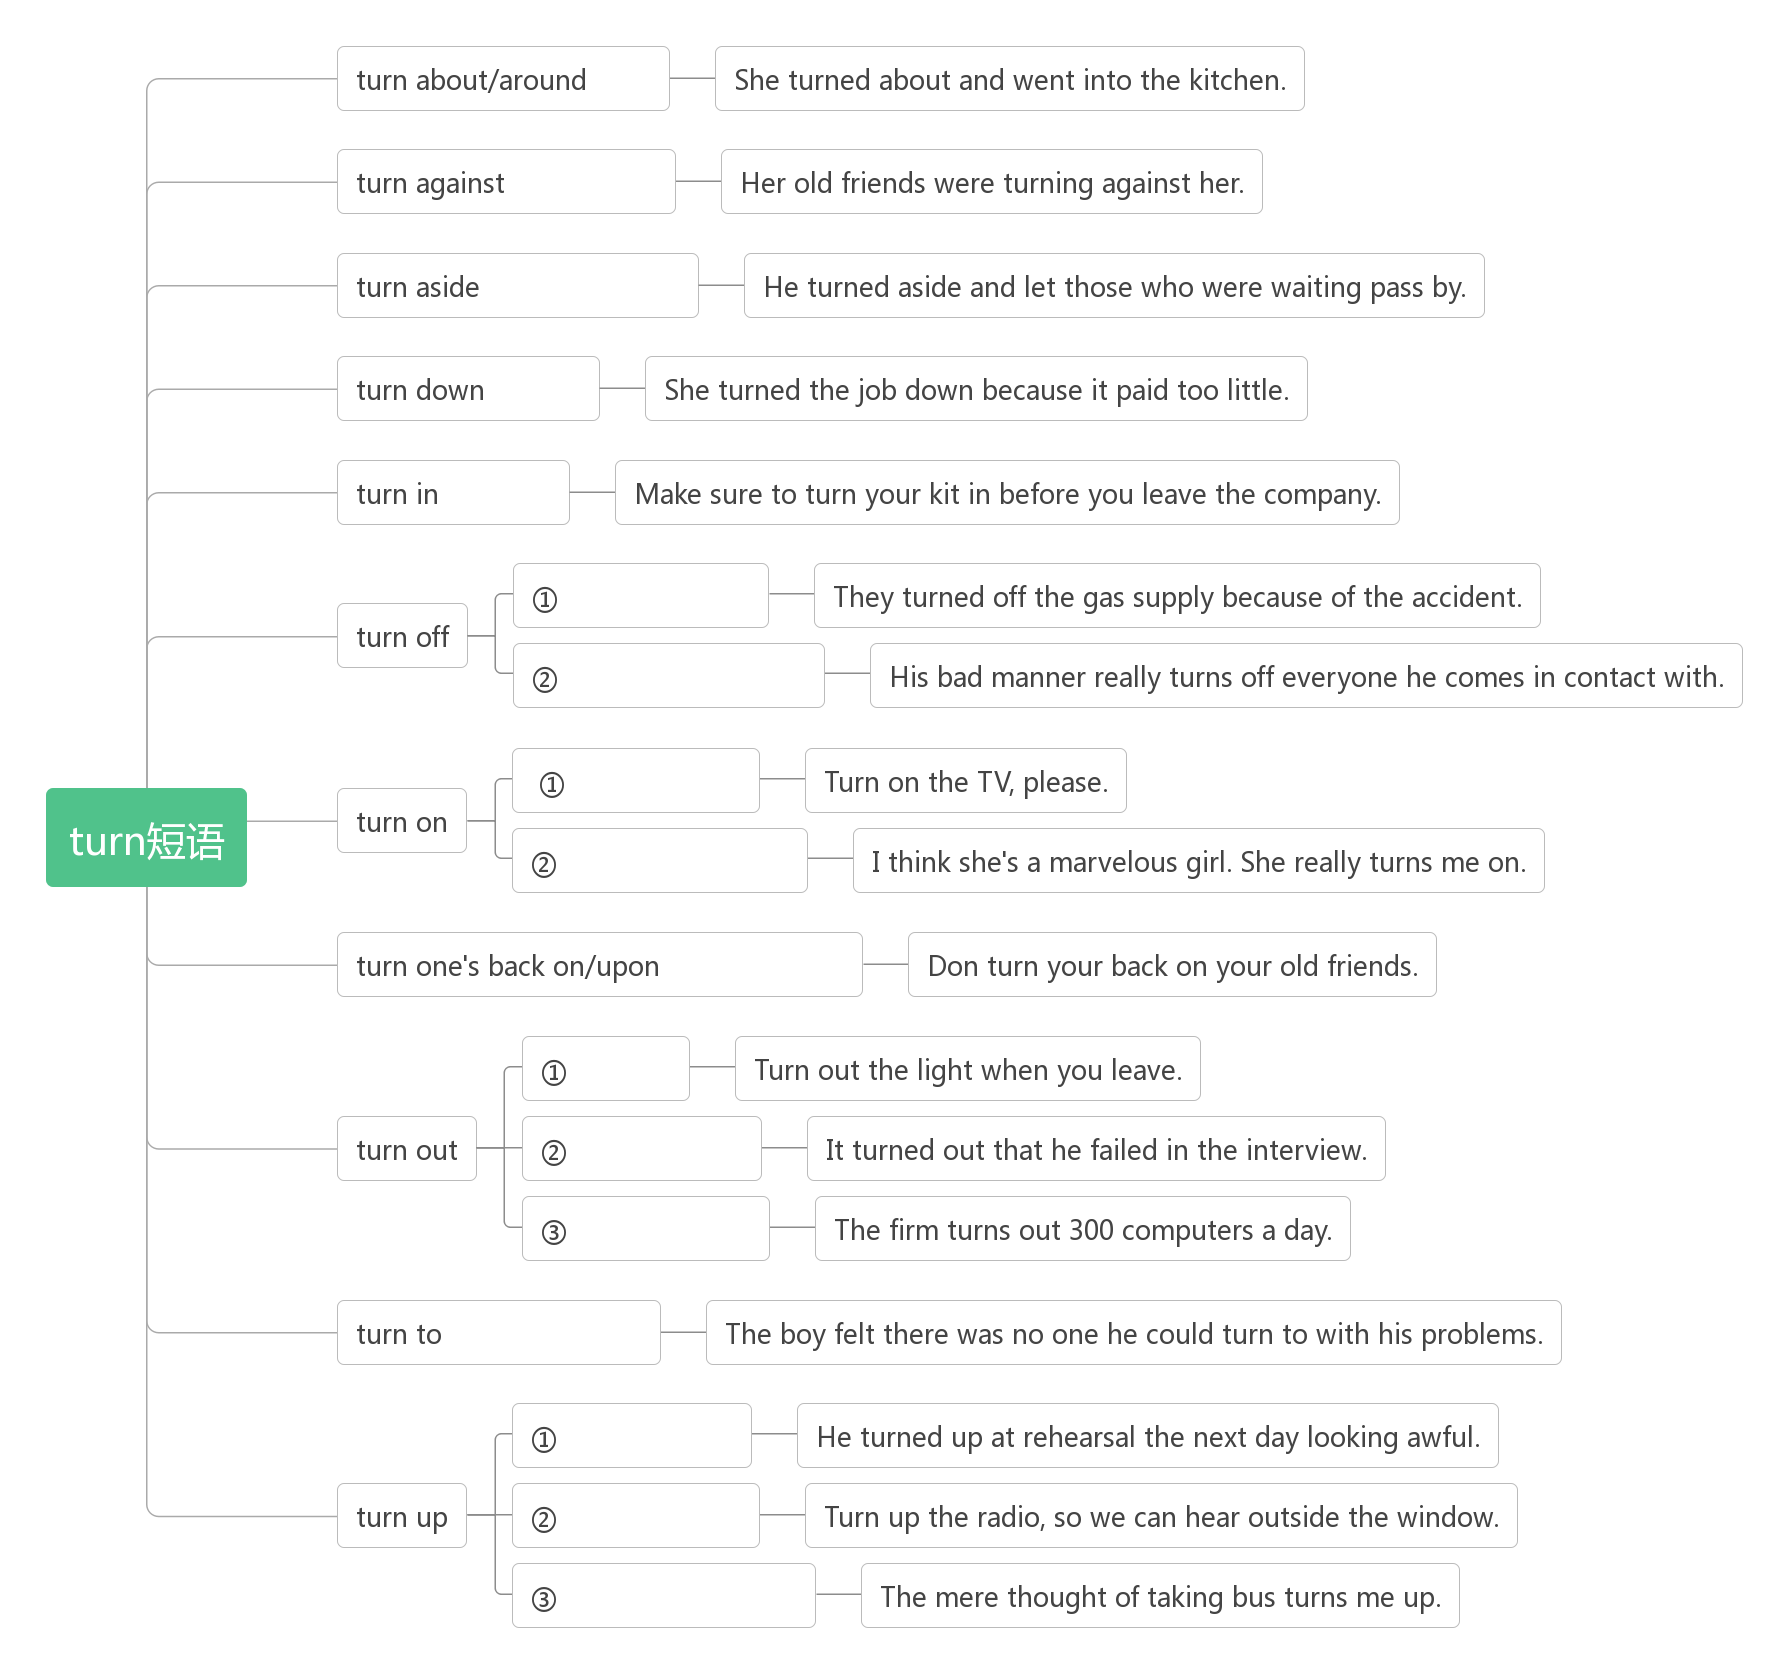 turn短语
turn about/around
She turned about and went into the kitchen.
turn against
Her old friends were turning against her.
turn aside
He turned aside and let those who were waiting pass by.
turn down
She turned the job down because it paid too little.
turn in
Make sure to turn your kit in before you leave the company.
turn off
①
They turned off the gas supply because of the accident.
②
His bad manner really turns off everyone he comes in contact with.
turn on
①
Turn on the TV, please.
②
I think she's a marvelous girl. She really turns me on.
turn one's back on/upon
Don turn your back on your old friends.
turn out
①
Turn out the light when you leave.
②
It turned out that he failed in the interview.
③
The firm turns out 300 computers a day.
turn to
The boy felt there was no one he could turn to with his problems.
turn up
①
He turned up at rehearsal the next day looking awful.
②
Turn up the radio, so we can hear outside the window.
③
The mere thought of taking bus turns me up.